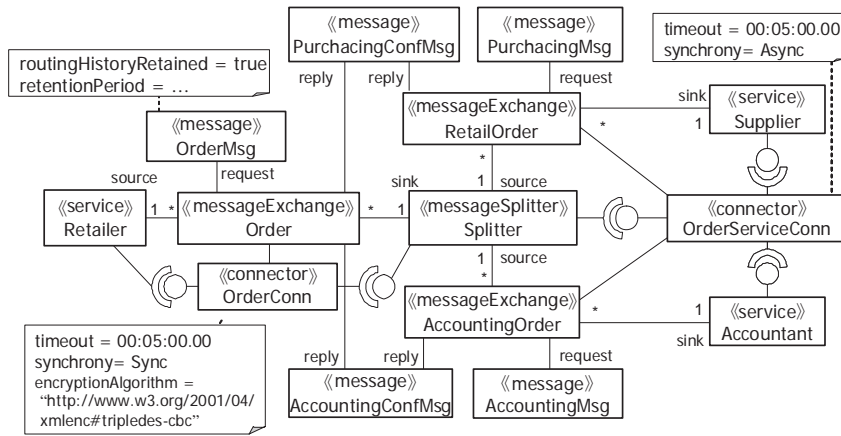 routingHistoryRetained = true
retentionPeriod = ...
«message»
PurchacingConfMsg
«message»
PurchacingMsg
timeout = 00:05:00.00
synchrony= Async
reply
reply
request
«message»
OrderMsg
«messageExchange»
RetailOrder
sink
1
*
«service»
Supplier
source
request
*
sink
1
source
«service»
Retailer
1
*
«messageExchange»
Order
*
1
«messageSplitter»
Splitter
«connector»
OrderServiceConn
«connector»
OrderConn
1
source
*
«messageExchange»
AccountingOrder
*
1
sink
«service»
Accountant
timeout = 00:05:00.00
synchrony= Sync
encryptionAlgorithm =
“http://www.w3.org/2001/04/
xmlenc#tripledes-cbc”
reply
reply
request
«message»
AccountingConfMsg
«message»
AccountingMsg